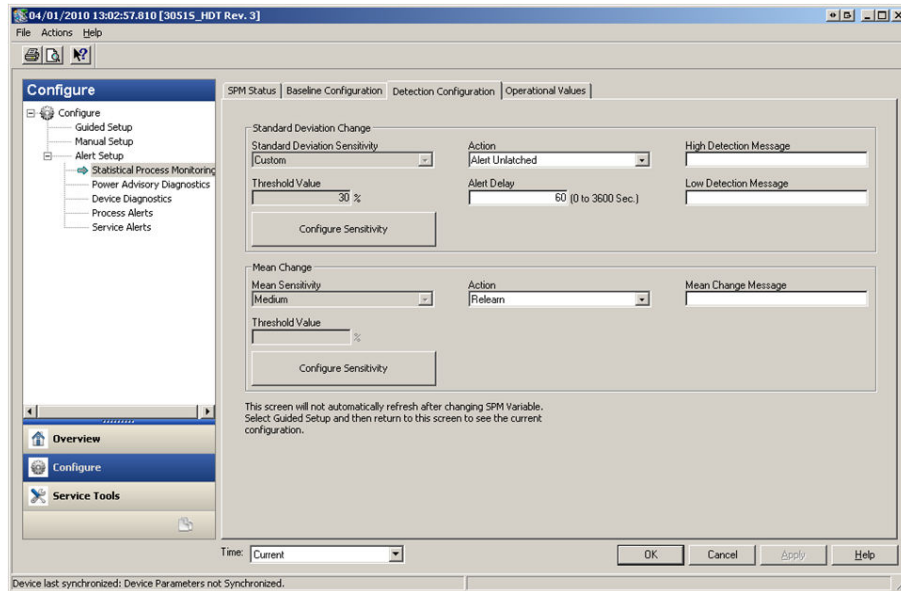 04/01/2010 13:02:57.810 [3051S_HDT Rev. 3]
File Actions Help
Configure
Configure
Guided Setup
Manual Setup
Alert Setup
Statistical Process Monitoring
Power Advisory Diagnostics
Device Diagnostics
Process Alerts
Service Alerts
Overview
Configure
Service Tools
SPM Status Baseline Configuration Detection Configuration Operational Values
Standard Deviation Change
Standard Deviation Sensitivity Action High Detection Message
Custom Alert Unlatched
Threshold Value Alert Delay Low Detection Message
30 % 60 (0 to 3600 Sec.)
Configure Sensitivity
Mean Change
Mean Sensitivity Action Mean Change Message
Medium Relearn
Threshold Value
%
Configure Sensitivity
This screen will not automatically refresh after changing SPM Variable.
Select Guided Setup and then return to this screen to see the current
configuration.
Time: Current OK Cancel Apply Help
Device last synchronized: Device Parameters not Synchronized.